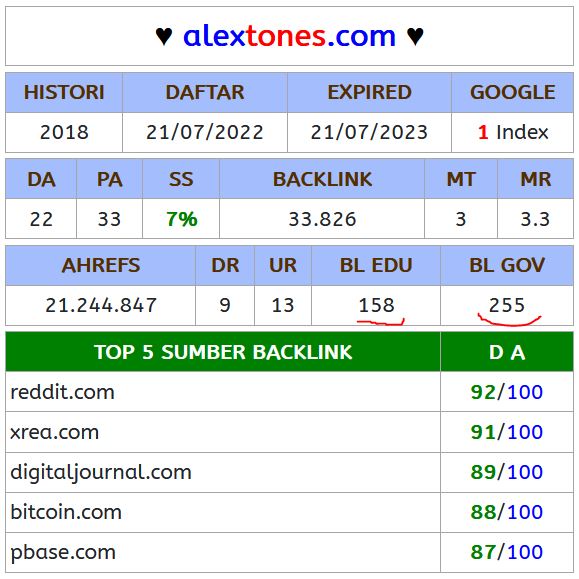 ♥ alextones.com ♥
HISTORI DAFTAR EXPIRED GOOGLE
2018 21/07/2022 21/07/2023 1 Index
DA PA SS BACKLINK MT MR
22 33 7% 33.826 3 3.3
AHREFS DR UR BL EDU BL GOV
21.244.847 9 13 158 255
TOP 5 SUMBER BACKLINK D A
reddit.com 92/100
xrea.com 91/100
digitaljournal.com 89/100
bitcoin.com 88/100
pbase.com 87/100